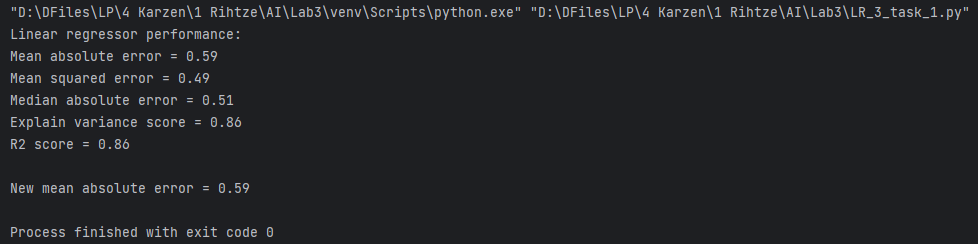 "D:\DFiles\LP\4 Karzen\1 Rihtze\AI\Lab3\venv\Scripts\python.exe" "D:\DFiles\LP\4 Karzen\1 Rihtze\AI\Lab3\LR_3_task_1.py"
Linear regressor performance:
Mean absolute error = 0.59
Mean squared error = 0.49
Median absolute error = 0.51
Explain variance score = 0.86
R2 score = 0.86
New mean absolute error = 0.59
Process finished with exit code 0